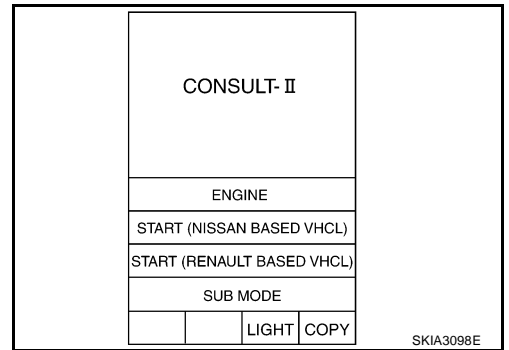 CONSULT-II
ENGINE
START (NISSAN BASED VHCL)
START (RENAULT BASED VHCL)
SUB MODE
LIGHT COPY
SKIA3098E